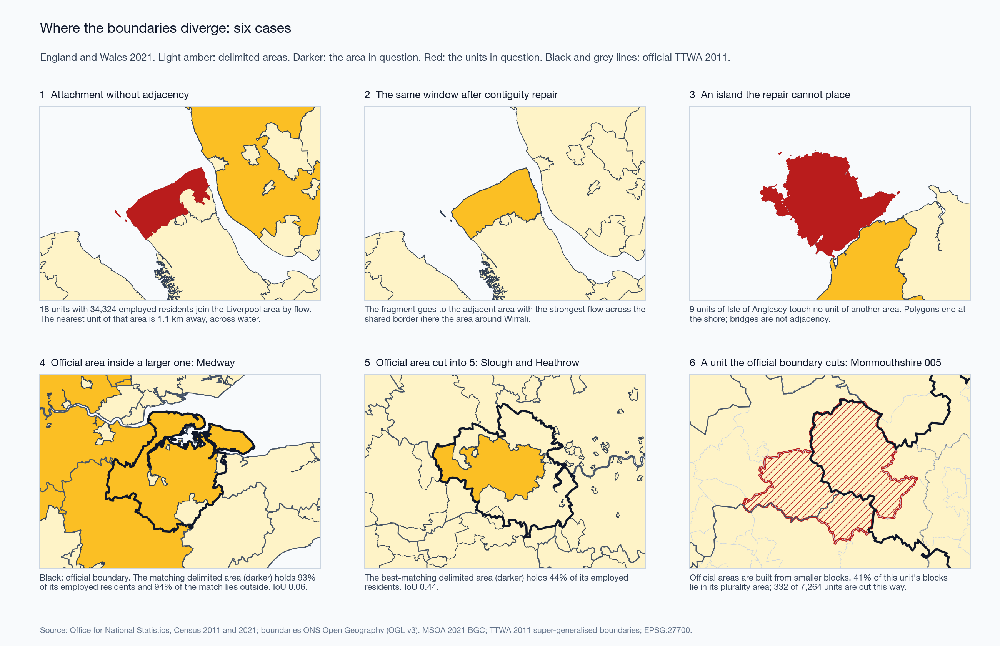 Where the boundaries diverge: six cases
England and Wales 2021. Light amber: delimited areas. Darker: the area in question. Red: the units in question. Black and grey lines: official TTWA 2011.
1 Attachment without adjacency
2 The same window after contiguity repair
3 An island the repair cannot place
18 units with 34,324 employed residents join the Liverpool area by flow.
The nearest unit of that area is 1.1 km away, across water.
The fragment goes to the adjacent area with the strongest flow across the
shared border (here the area around Wirral).
9 units of Isle of Anglesey touch no unit of another area. Polygons end at
the shore; bridges are not adjacency.
4 Official area inside a larger one: Medway
5 Official area cut into 5: Slough and Heathrow
6 A unit the official boundary cuts: Monmouthshire 005
Black: official boundary. The matching delimited area (darker) holds 93%
of its employed residents and 94% of the match lies outside. IoU 0.06.
The best-matching delimited area (darker) holds 44% of its employed
residents. IoU 0.44.
Official areas are built from smaller blocks. 41% of this unit's blocks
lie in its plurality area; 332 of 7,264 units are cut this way.
Source: Office for National Statistics, Census 2011 and 2021; boundaries ONS Open Geography (OGL v3). MSOA 2021 BGC; TTWA 2011 super-generalised boundaries; EPSG:27700.